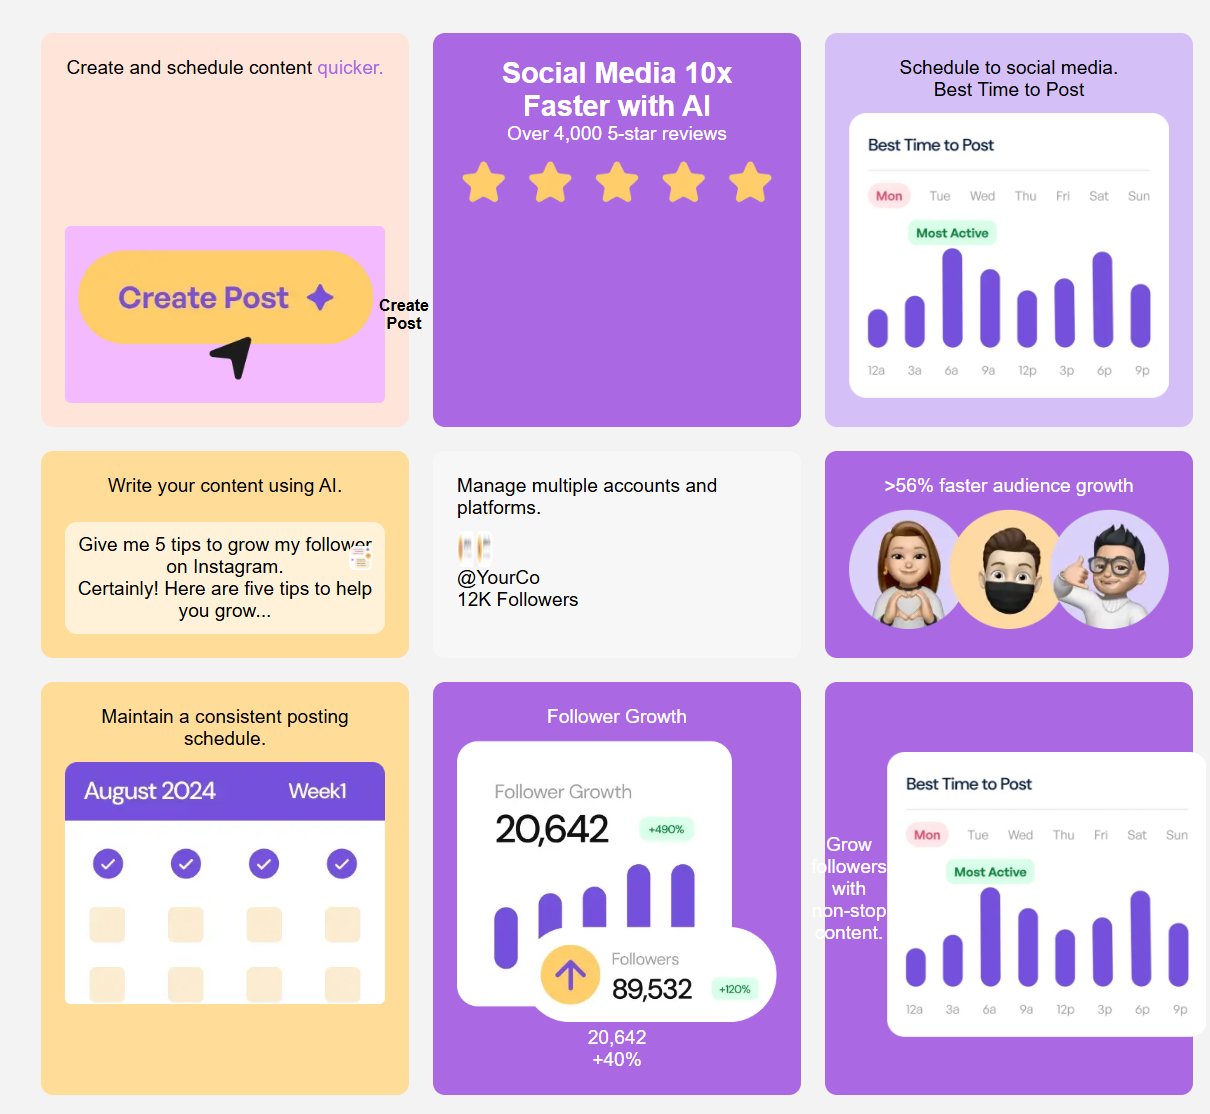 Create and schedule content quicker.
Create Post
Create
Post
Social Media 10x
Faster with AI
Over 4,000 5-star reviews
Schedule to social media.
Best Time to Post
Best Time to Post
Mon Tue Wed Thu Fri Sat Sun
Most Active
12a 3a 6a 9a 12p 3p 6p 9p
Write your content using AI.
Give me 5 tips to grow my follower
on Instagram.
Certainly! Here are five tips to help
you grow...
Manage multiple accounts and
platforms.
@YourCo
12K Followers
>56% faster audience growth
Maintain a consistent posting
schedule.
August 2024 Week1
Follower Growth
Follower Growth
20,642 +490%
Followers
89,532 +120%
20,642
+40%
Grow
followers
with
non-stop
content.
Best Time to Post
Mon Tue Wed Thu Fri Sat Sun
Most Active
12a 3a 6a 9a 12p 3p 6p 9p